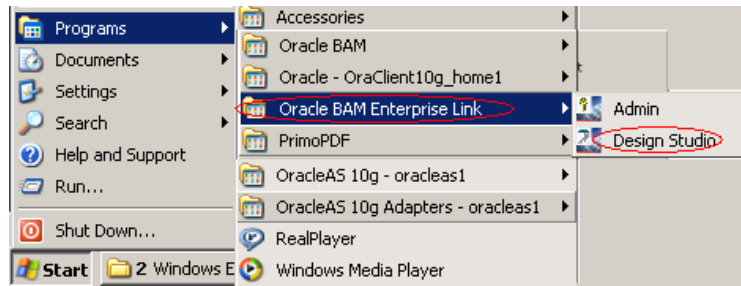 Programs
Documents
Settings
Search
Help and Support
Run...
Shut Down...
Start
2 Windows E
Accessories
Oracle BAM
Oracle - OraClient10g_home1
Oracle BAM Enterprise Link
PrimoPDF
OracleAS 10g - oracleas1
OracleAS 10g Adapters - oracleas1
RealPlayer
Windows Media Player
Admin
Design Studio